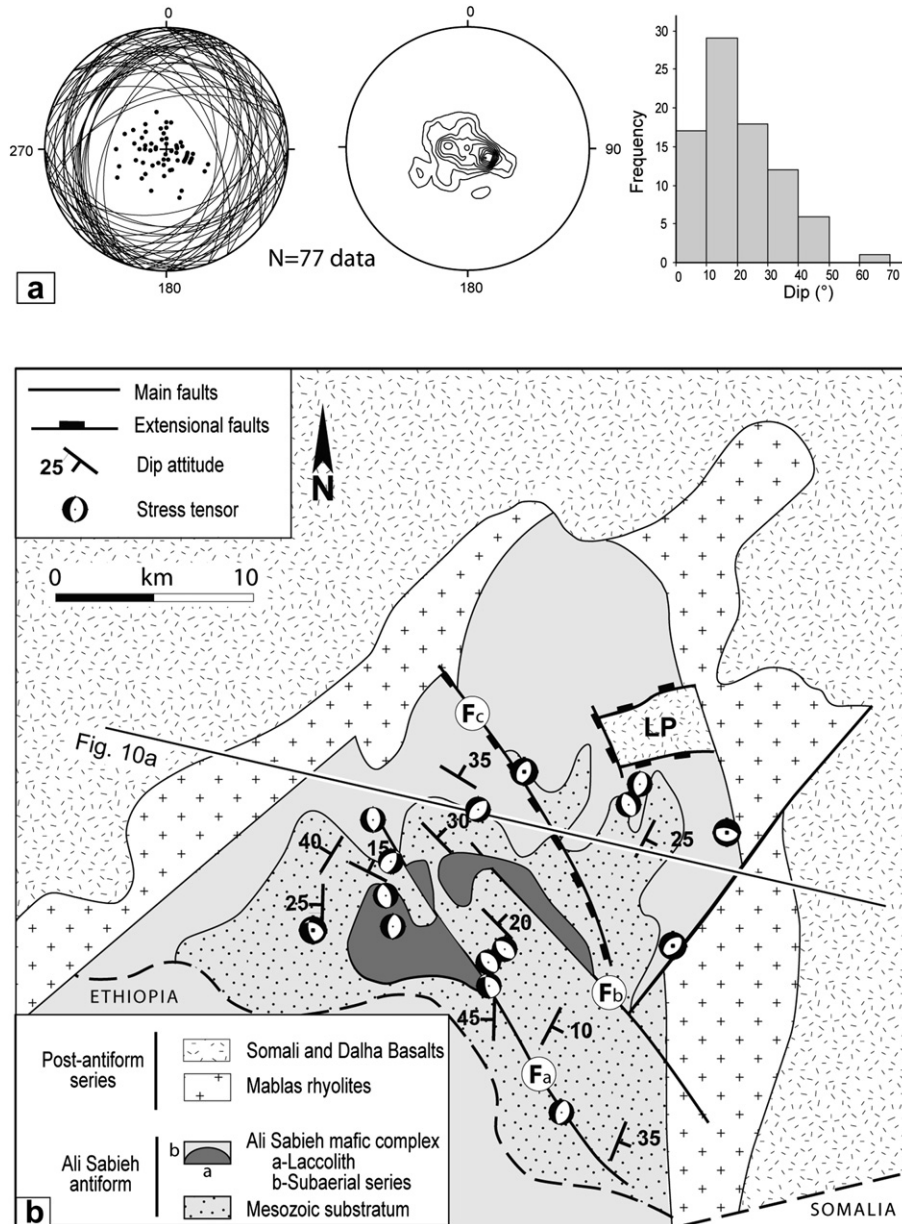 0
270
180
N=77 data
a
0
90
180
Frequency
30
25
20
15
10
5
0
0 10 20 30 40 50 60 70
Dip (°)
Main faults
Extensional faults
25 Dip attitude
Stress tensor
N
0 km 10
Fig. 10a
Fc
LP
35
30
40
15
25
25
20
ETHIOPIA
45
10
Fb
Fa
35
SOMALIA
Post-antiform
series
Somali and Dalha Basalts
Mablas rhyolites
Ali Sabieh
antiform
b
a
Ali Sabieh mafic complex
a-Laccolith
b-Subaerial series
Mesozoic substratum
b